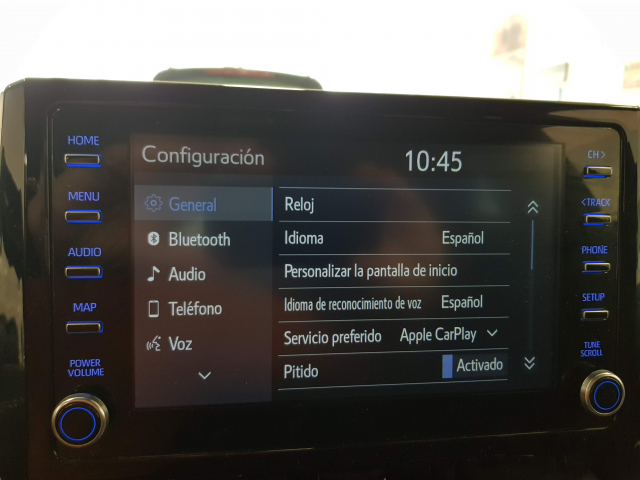 HOME
MENU
AUDIO
MAP
POWER
VOLUME
Configuración 10:45
General
Bluetooth
Audio
Teléfono
Voz
Reloj
Idioma Español
Personalizar la pantalla de inicio
Idioma de reconocimiento de voz Español
Servicio preferido Apple CarPlay
Pitido Activado
CH >
< TRACK
PHONE
SETUP
TUNE
SCROLL